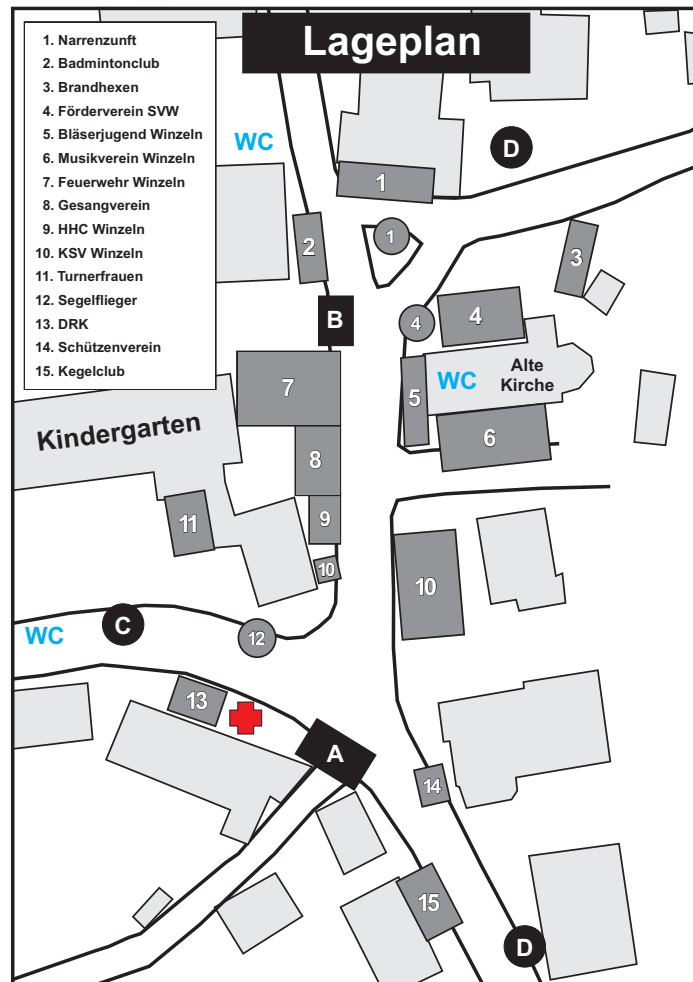 Lageplan
1. Narrenzunft
2. Badmintonclub
3. Brandhexen
4. Förderverein SVW
5. Bläserjugend Winzeln
6. Musikverein Winzeln
7. Feuerwehr Winzeln
8. Gesangverein
9. HHC Winzeln
10. KSV Winzeln
11. Turnerfrauen
12. Segelflieger
13. DRK
14. Schützenverein
15. Kegelclub
WC
D
1
1
2
3
B
4
4
Alte
Kirche
WC
5
7
6
Kindergarten
8
11
9
10
10
C
WC
12
13
A
14
15
D